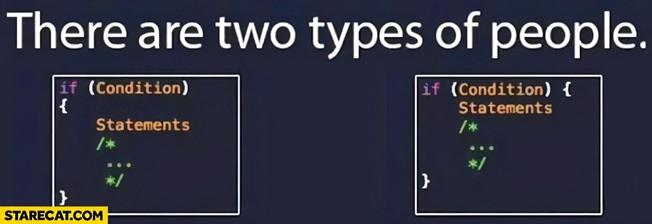 There are two types of people.
if (Condition)
{
Statements
/*
...
*/
}
if (Condition) {
Statements
/*
...
*/
}
STARECAT.COM